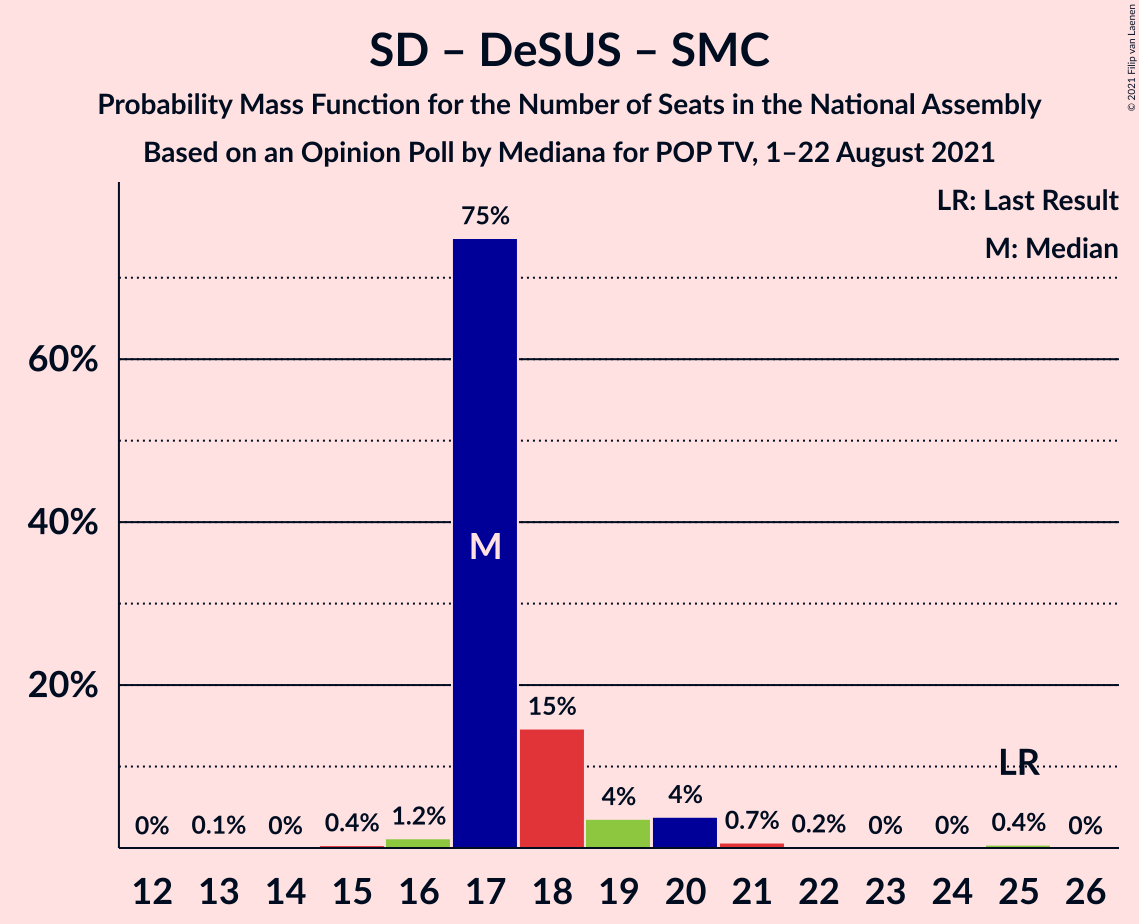 SD – DeSUS – SMC
Probability Mass Function for the Number of Seats in the National Assembly
Based on an Opinion Poll by Mediana for POP TV, 1–22 August 2021
© 2021 Filip van Laenen
LR: Last Result
M: Median
60%
40%
20%
0% 0.1% 0% 0.4% 1.2% 75% 15% 4% 4% 0.7% 0.2% 0% 0% 0.4% 0%
M
LR
12 13 14 15 16 17 18 19 20 21 22 23 24 25 26